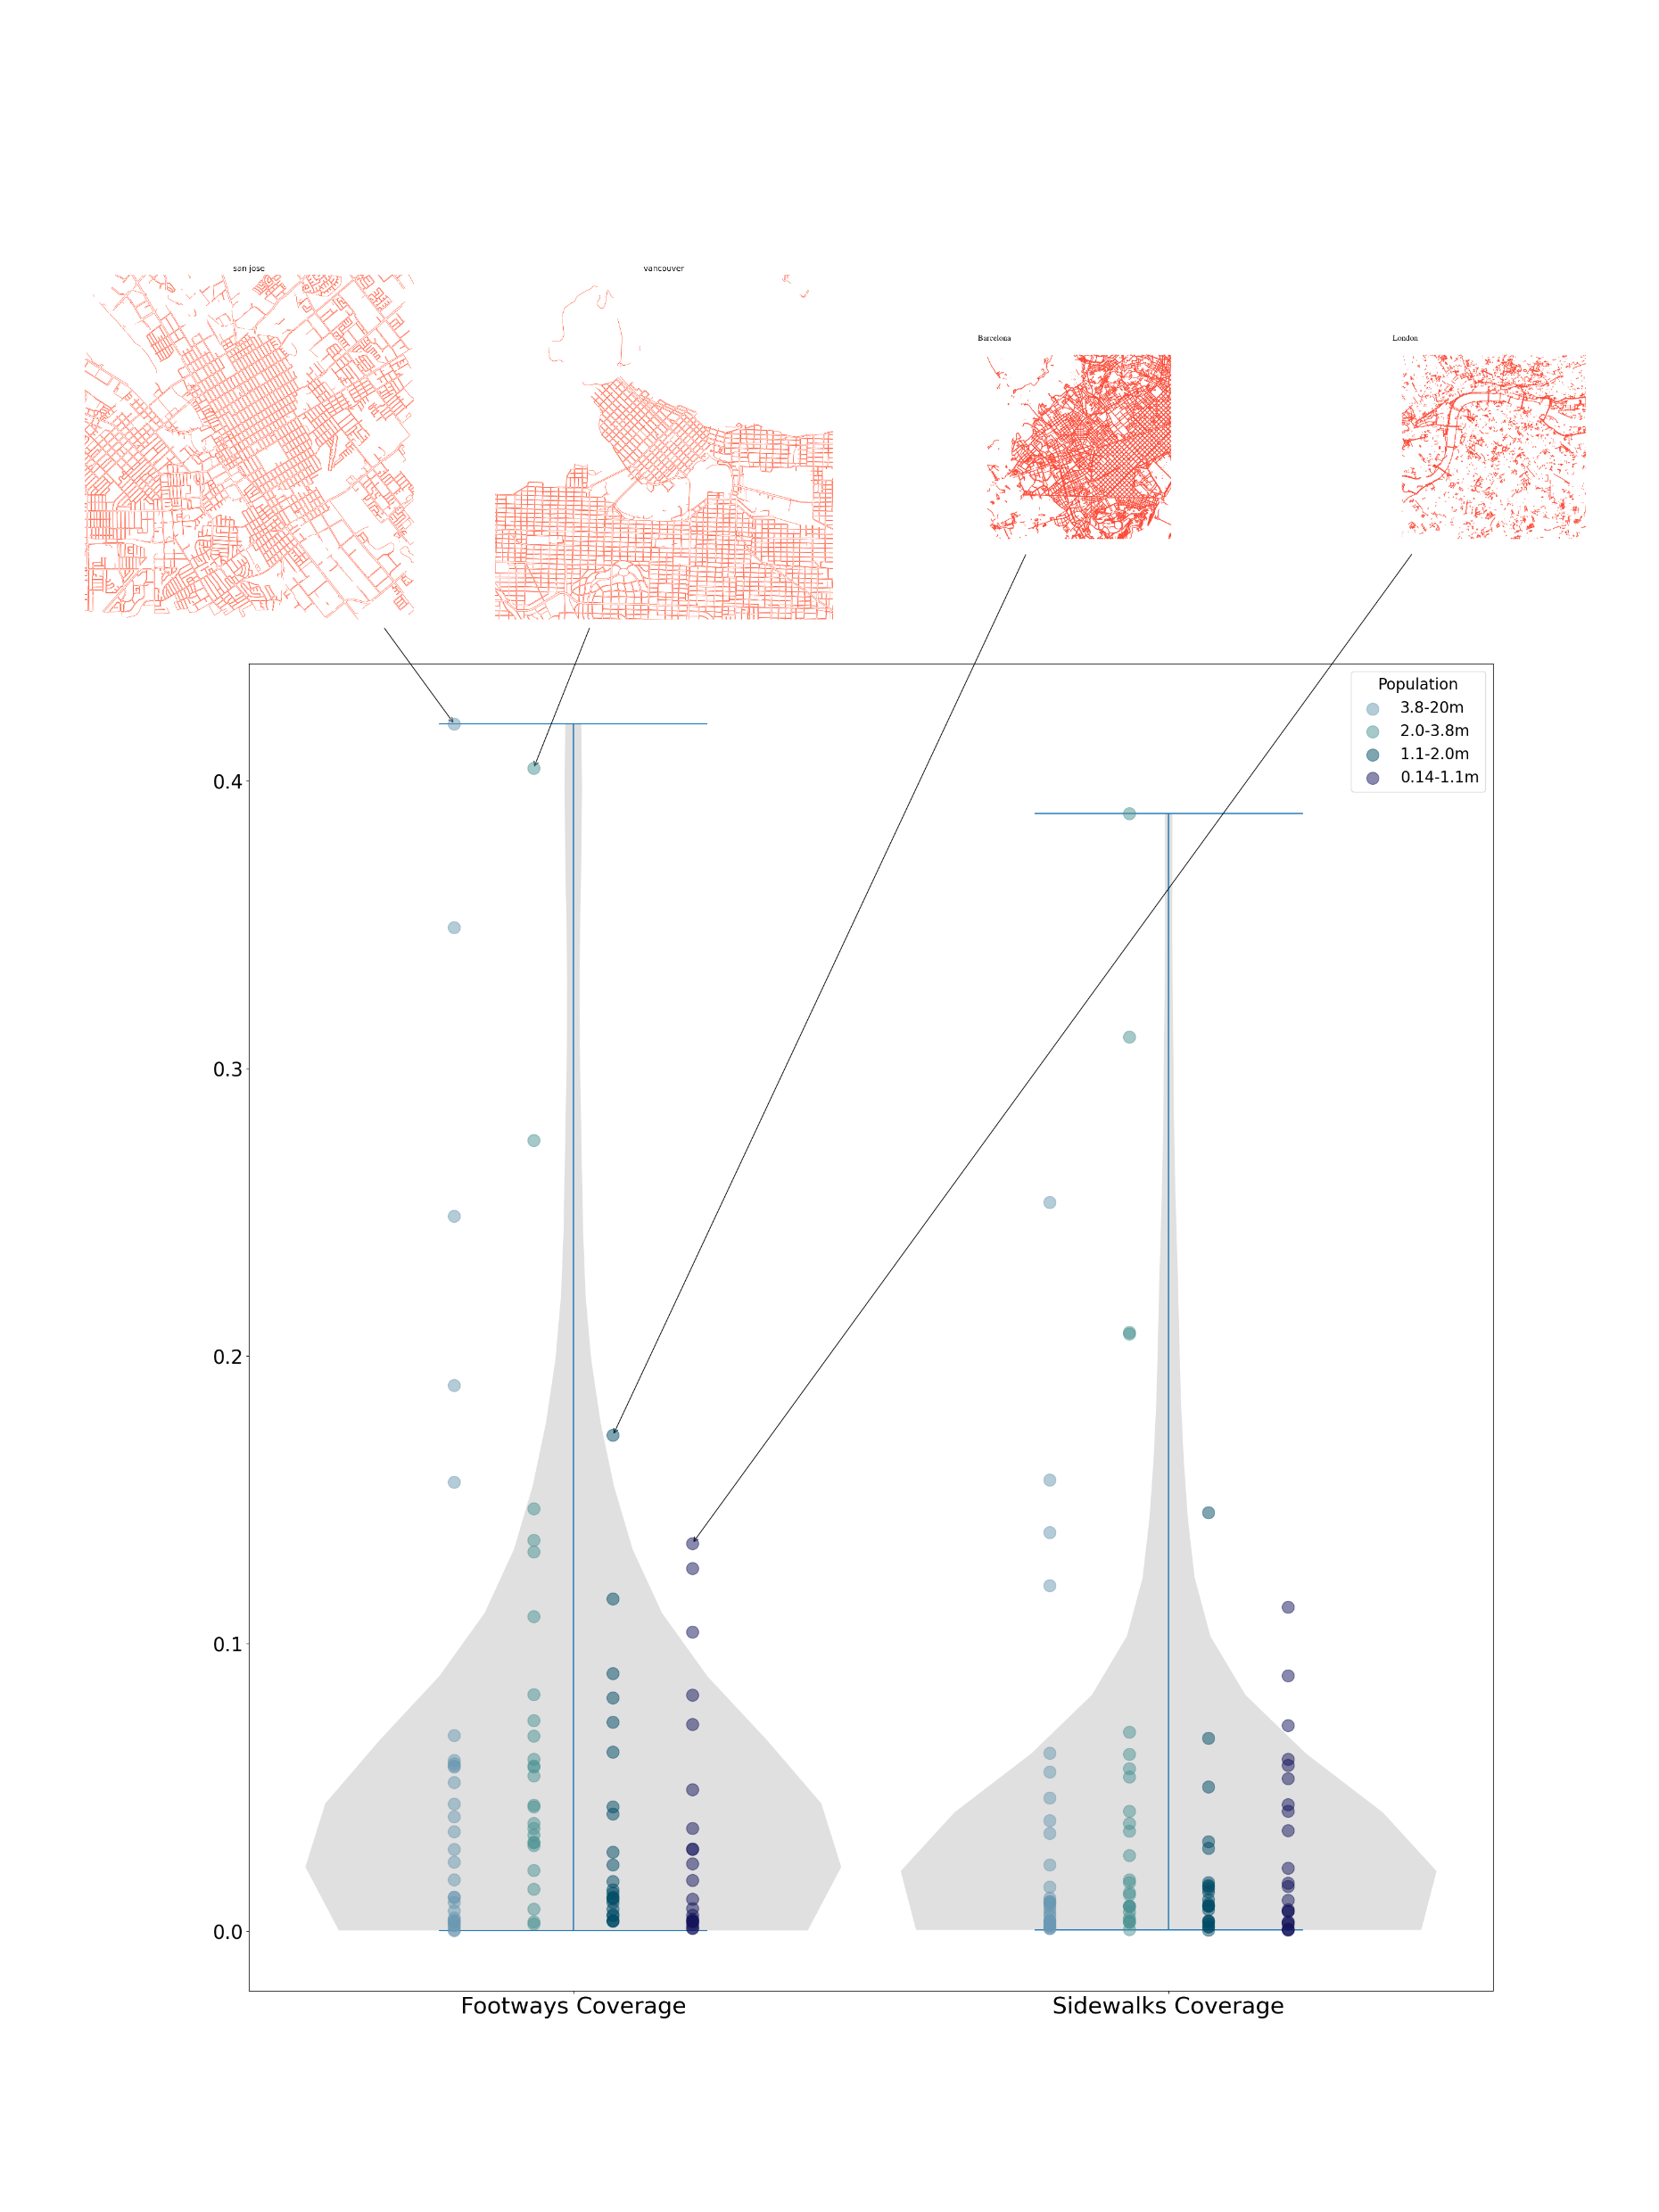 san jose
vancouver
Barcelona
London
Population
3.8-20m
2.0-3.8m
1.1-2.0m
0.14-1.1m
0.4
0.3
0.2
0.1
0.0
Footways Coverage
Sidewalks Coverage